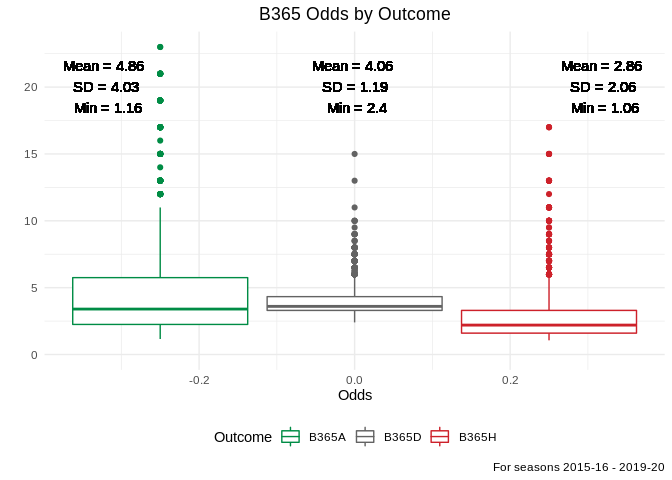 B365 Odds by Outcome
Mean = 4.86 Mean = 4.06 Mean = 2.86
SD = 4.03 SD = 1.19 SD = 2.06
Min = 1.16 Min = 2.4 Min = 1.06
20
15
10
5
0
-0.2 0.0 0.2
Odds
Outcome B365A B365D B365H
For seasons 2015-16 - 2019-20